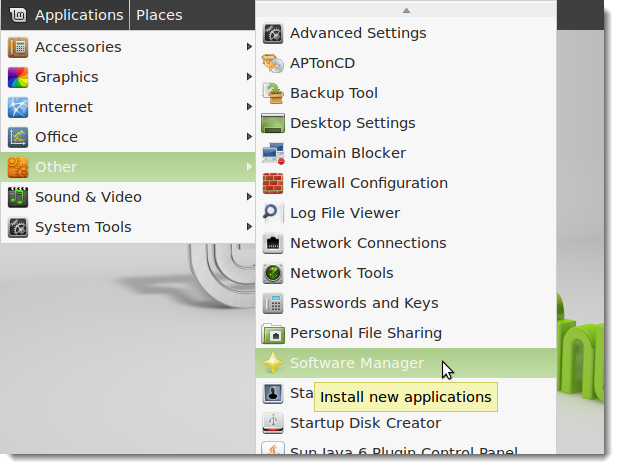 Applications Places
Accessories
Graphics
Internet
Office
Other
Sound & Video
System Tools
Advanced Settings
APTonCD
Backup Tool
Desktop Settings
Domain Blocker
Firewall Configuration
Log File Viewer
Network Connections
Network Tools
Passwords and Keys
Personal File Sharing
Software Manager
Sta
Install new applications
Startup Disk Creator
Sun Java 6 Plugin Control Panel